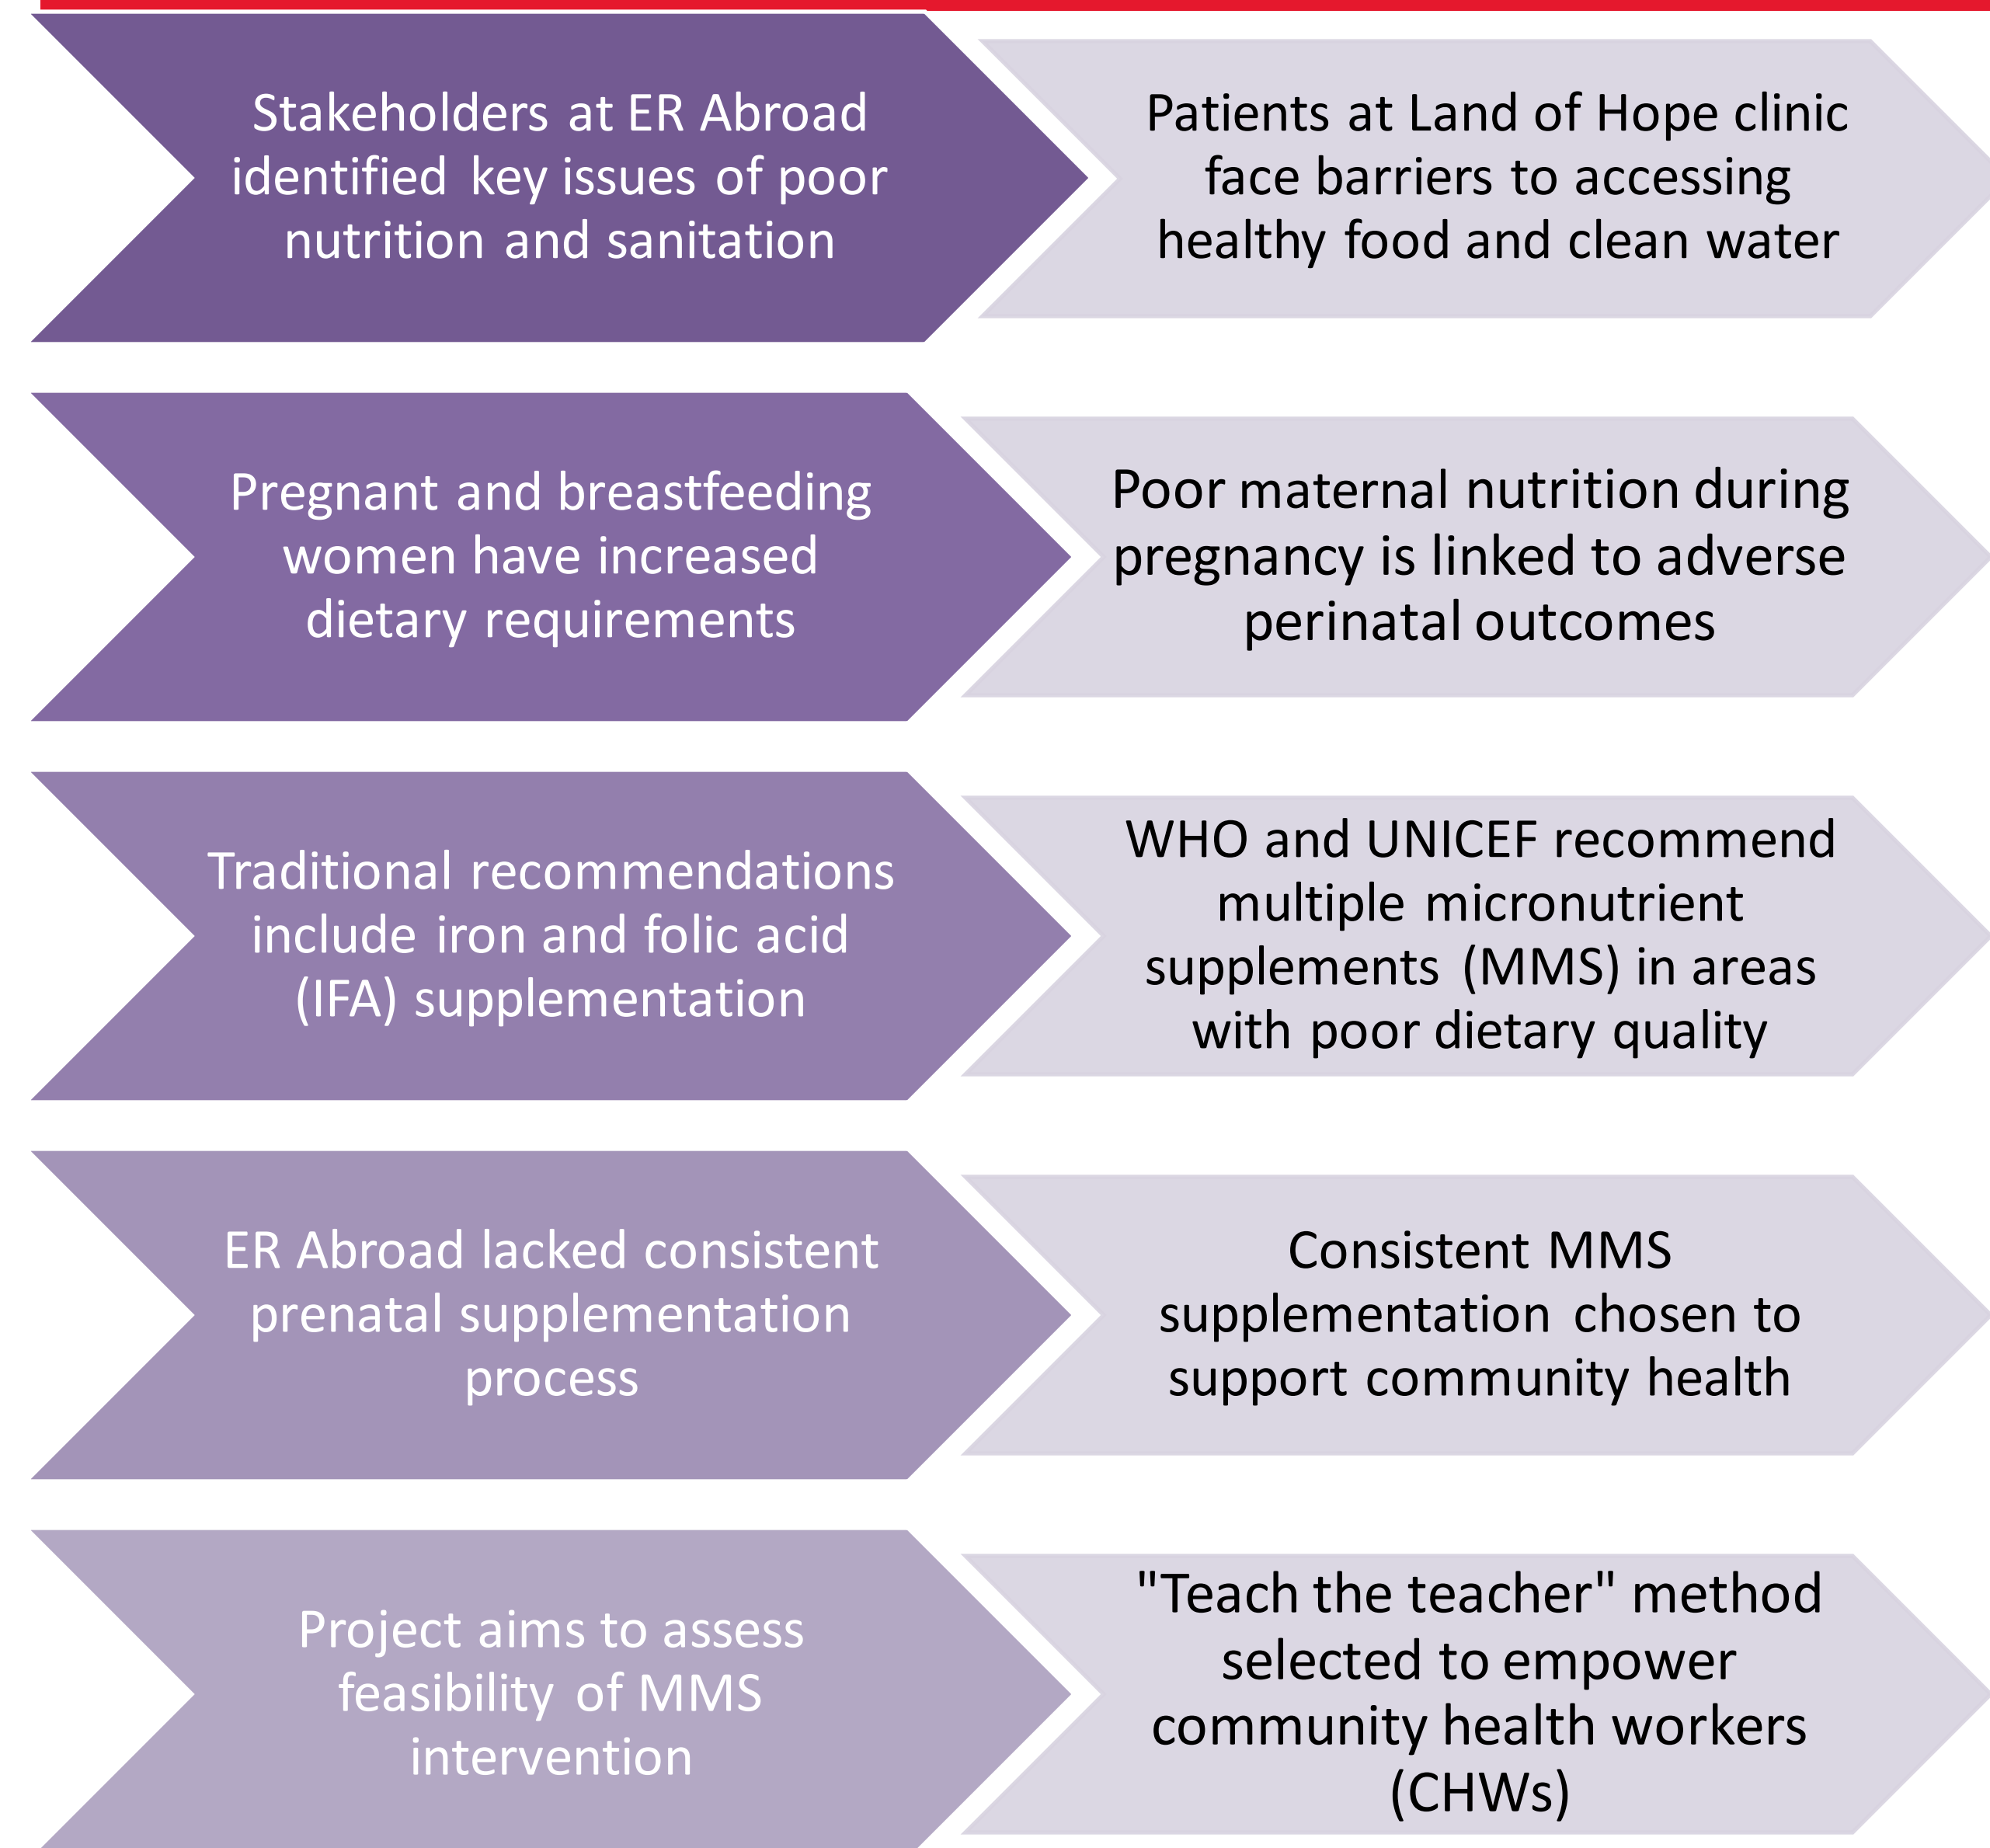 Stakeholders at ER Abroad
identified key issues of poor
nutrition and sanitation
Patients at Land of Hope clinic
face barriers to accessing
healthy food and clean water
Pregnant and breastfeeding
women have increased
dietary requirements
Poor maternal nutrition during
pregnancy is linked to adverse
perinatal outcomes
Traditional recommendations
include iron and folic acid
(IFA) supplementation
WHO and UNICEF recommend
multiple micronutrient
supplements (MMS) in areas
with poor dietary quality
ER Abroad lacked consistent
prenatal supplementation
process
Consistent MMS
supplementation chosen to
support community health
Project aims to assess
feasibility of MMS
intervention
"Teach the teacher" method
selected to empower
community health workers
(CHWs)